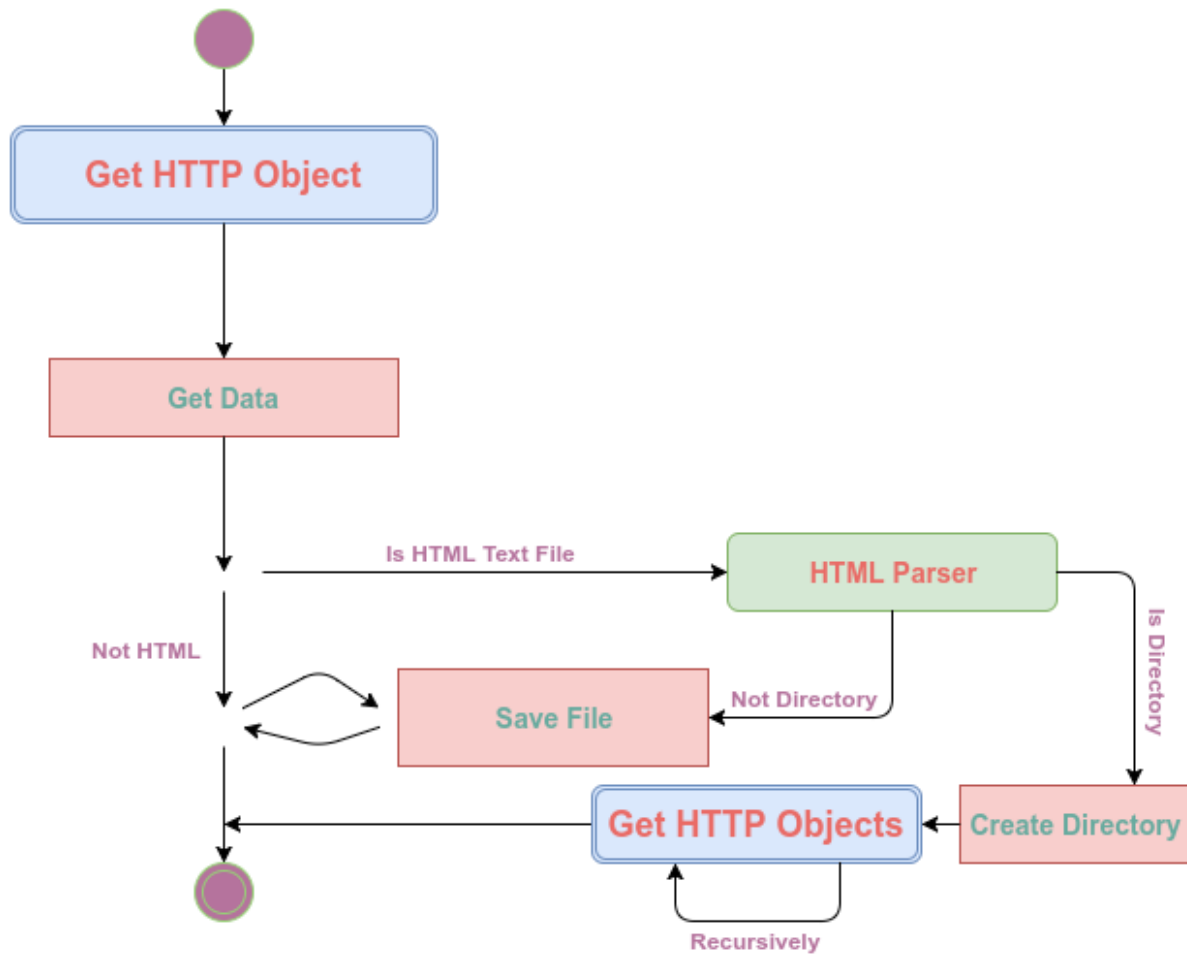 Get HTTP Object
Get Data
Is HTML Text File
HTML Parser
Not HTML
Is Directory
Not Directory
Save File
Get HTTP Objects
Create Directory
Recursively